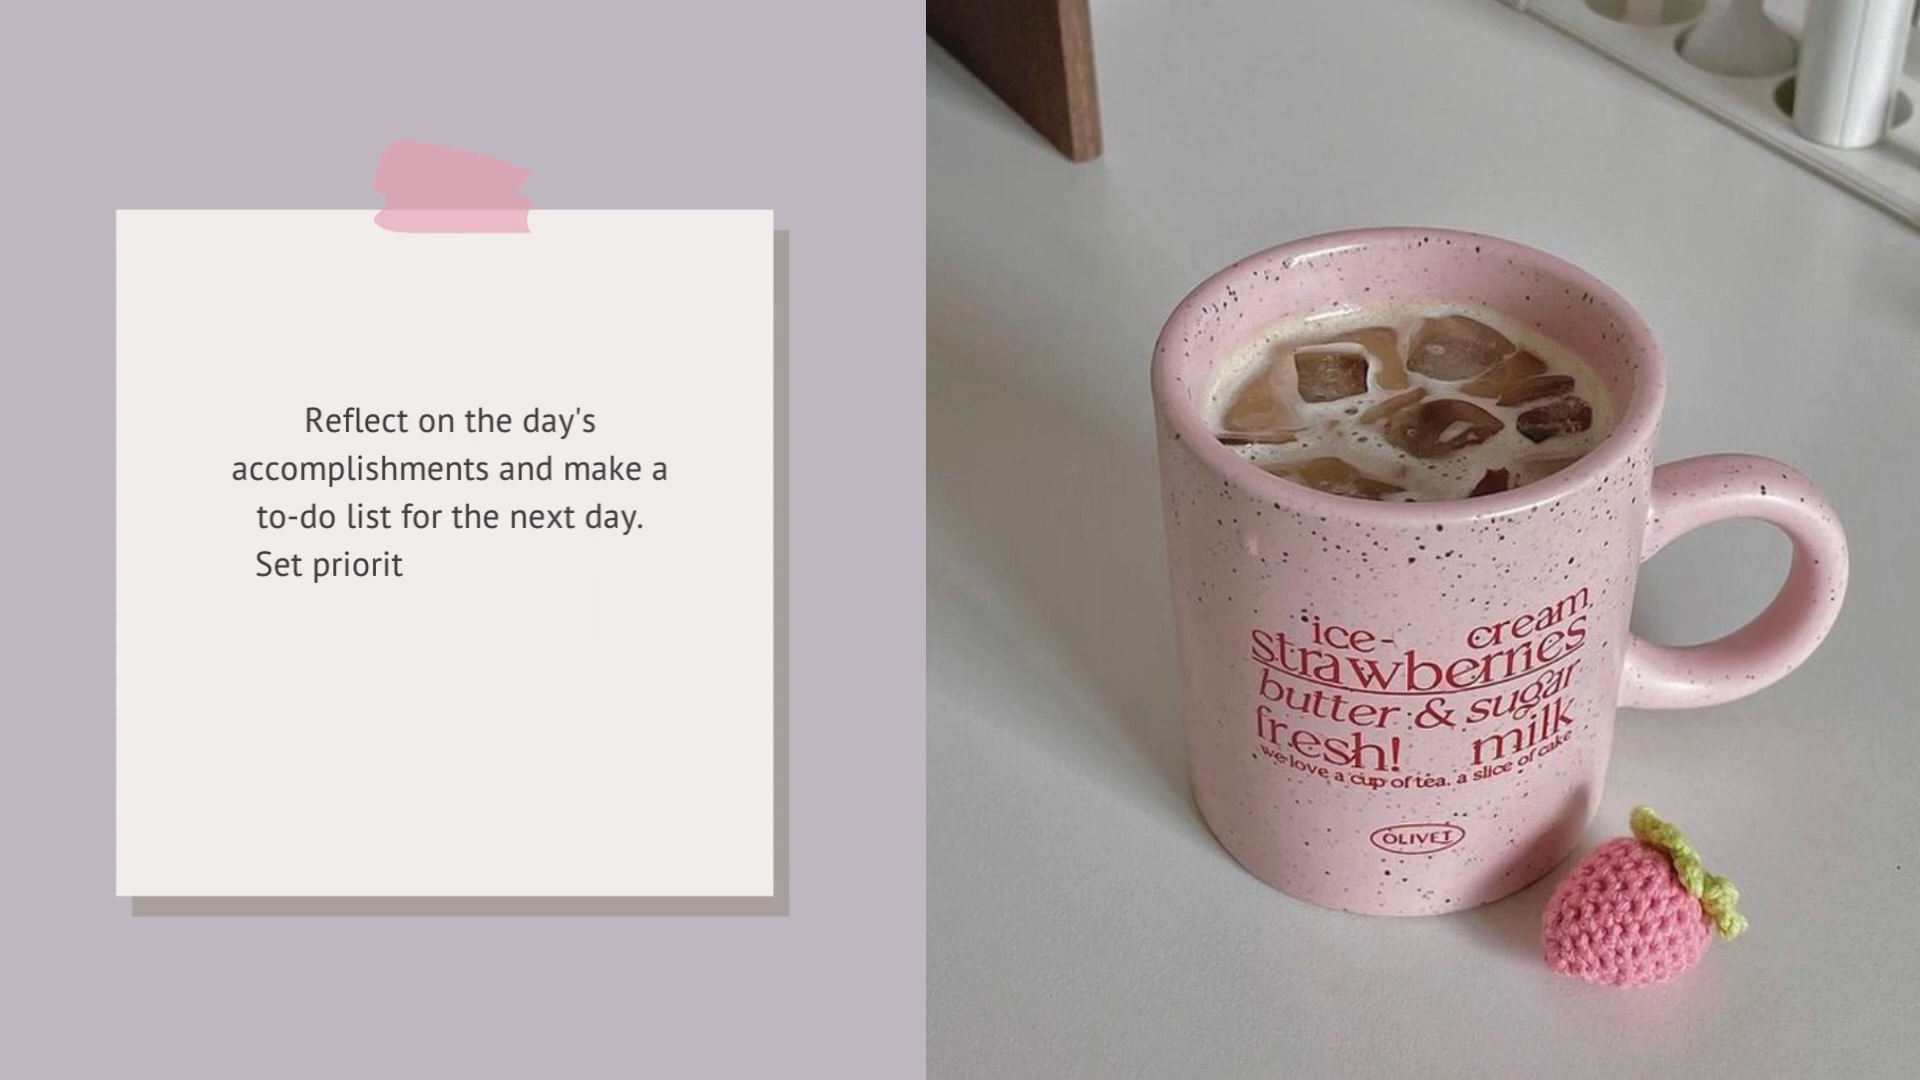 Reflect on the day's
accomplishments and make a
to-do list for the next day.
Set priorit
ice- cream
strawberries
butter & sugar
fresh! milk
we love a cup of tea. a slice of cake
OLIVET